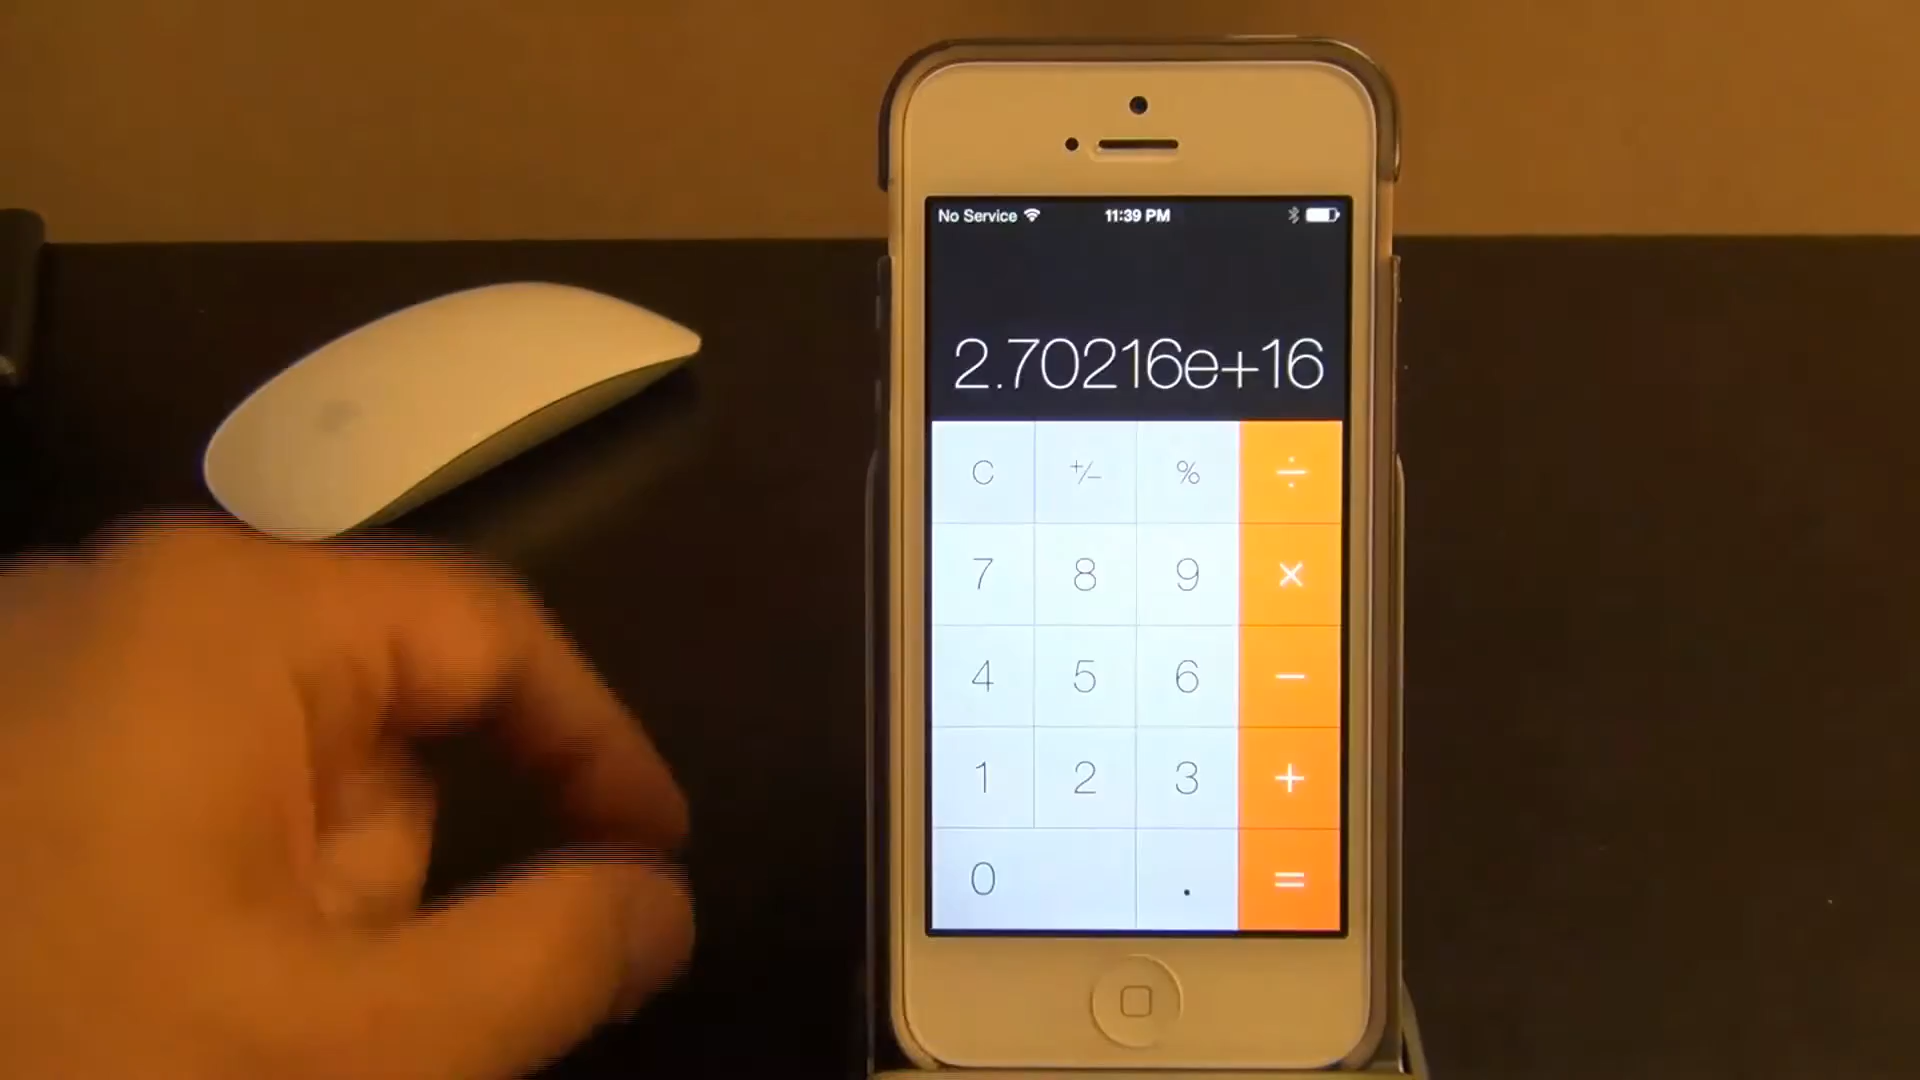 No Service 11:39 PM
2.70216e+16
C +/- % ÷
7 8 9 ×
4 5 6 −
1 2 3 +
0 . =